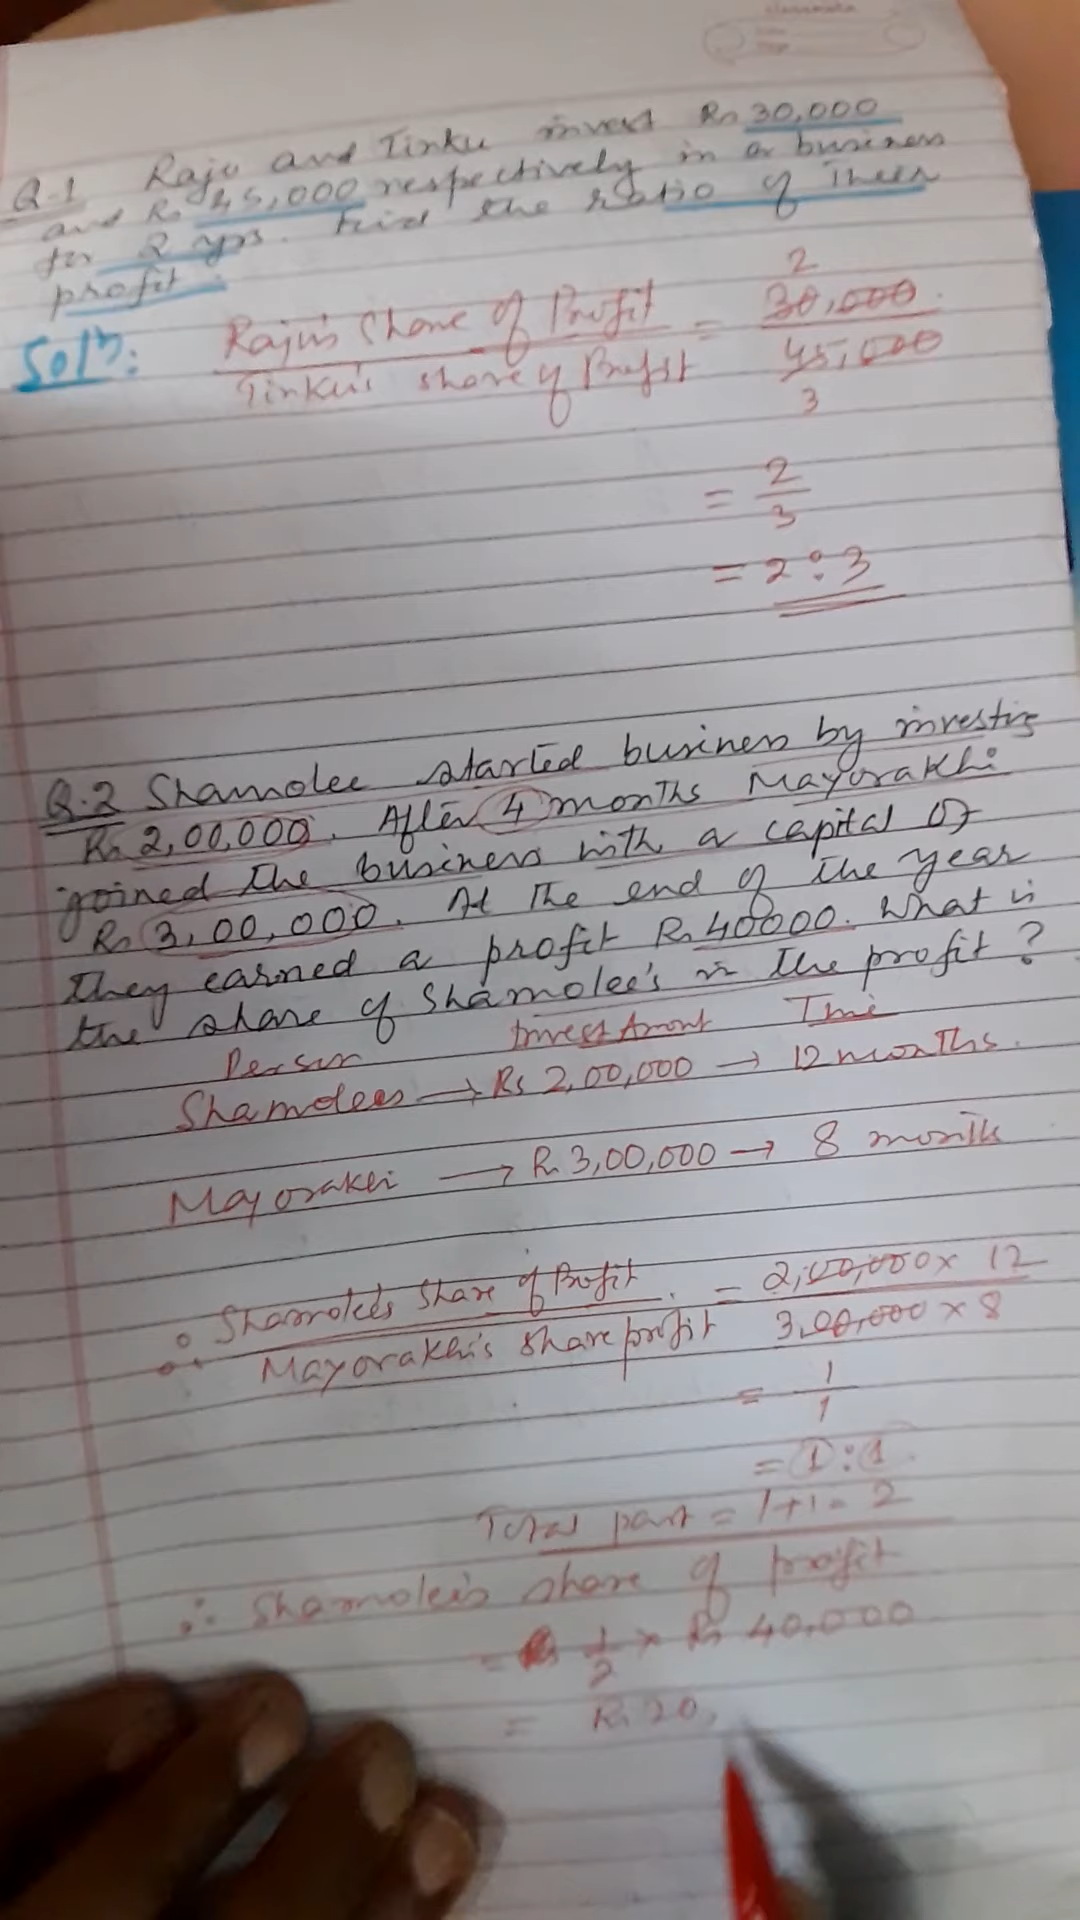 Q.1 Raju and Tinku invest Rs 30,000
and Rs 45,000 respectively in a business
for 2 yrs. Find the ratio of their
profit.
Soln: Raju's Share of Profit / Tinku's share of Profit = 30,000 / 45,000
2
3
= 2/3
= 2:3
Q.2 Shamolee started business by investing
Rs 2,00,000. After 4 months Mayorakhi
joined the business with a capital of
Rs 3,00,000. At the end of the year
they earned a profit Rs 40000. What is
the share of Shamolee's in the profit?
Person Invest Amont Time
Shamolees → Rs 2,00,000 → 12 months.
Mayorakhi → Rs 3,00,000 → 8 months
∴ Shamolee's Share of Profit / Mayorakhi's share profit = 2,00,000 x 12 / 3,00,000 x 8
= 1/1
= 1:1
Total part = 1+1 = 2
∴ Shamolee's share of profit
= 1/2 x Rs 40,000
= Rs 20,